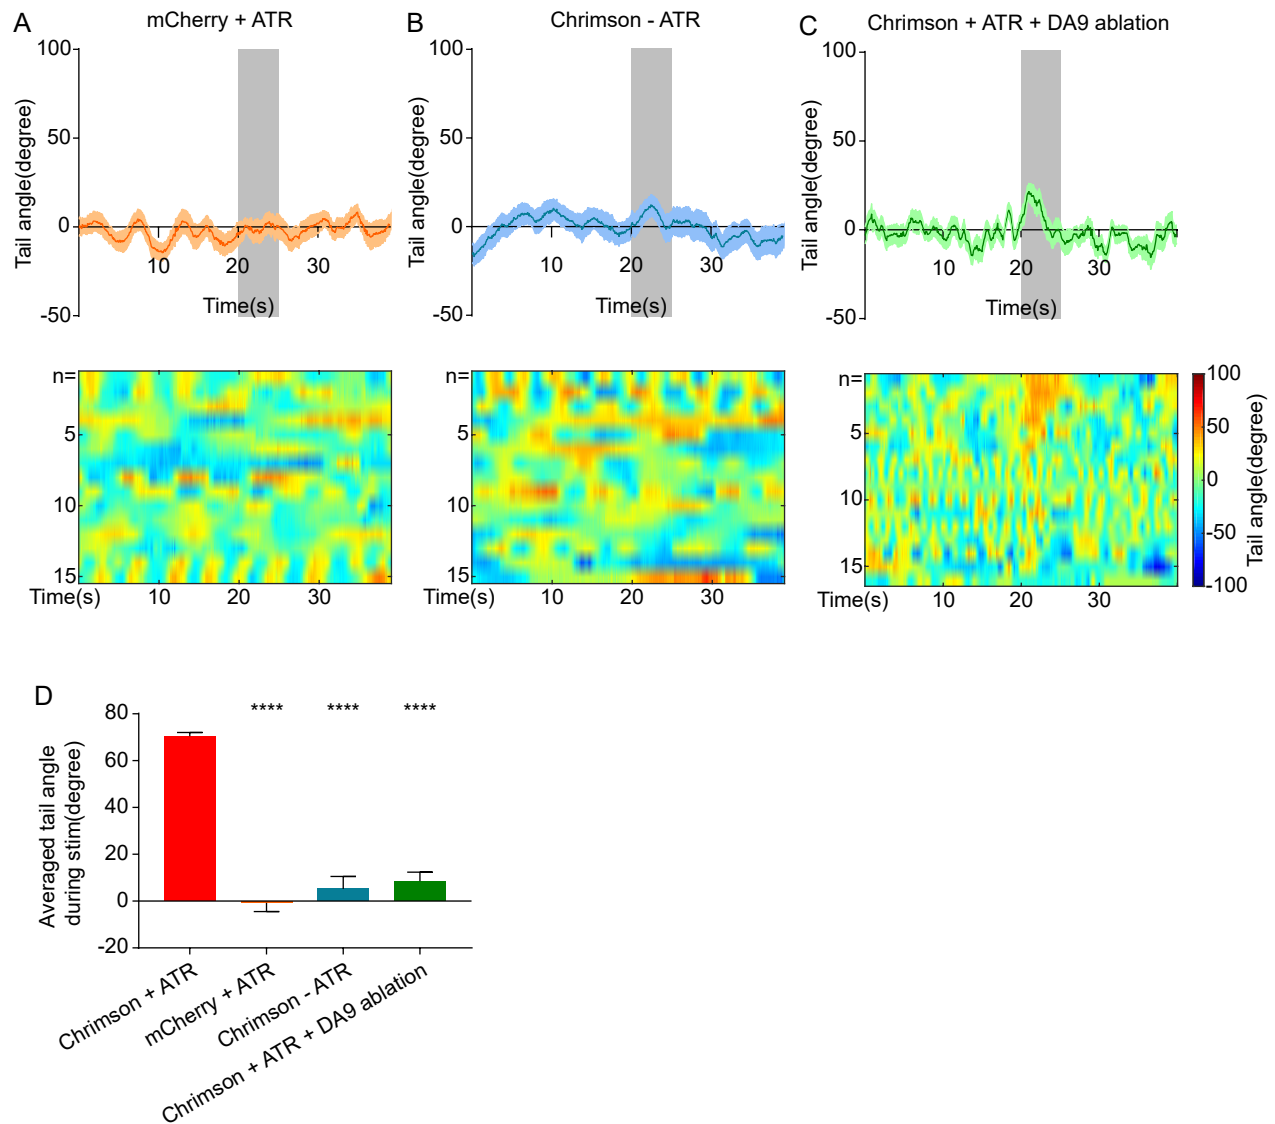 A
mCherry + ATR
B
Chrimson - ATR
C
Chrimson + ATR + DA9 ablation
Tail angle(degree)
100
50
0
-50
10
20
30
Time(s)
Tail angle(degree)
100
50
0
-50
10
20
30
Time(s)
Tail angle(degree)
100
50
0
-50
10
20
30
Time(s)
n=
5
10
15
Time(s)
10
20
30
n=
5
10
15
Time(s)
10
20
30
n=
5
10
15
Time(s)
10
20
30
100
50
0
-50
-100
Tail angle(degree)
D
Averaged tail angle
during stim(degree)
80
60
40
20
0
-20
****
****
****
Chrimson + ATR
mCherry + ATR
Chrimson - ATR
Chrimson + ATR + DA9 ablation